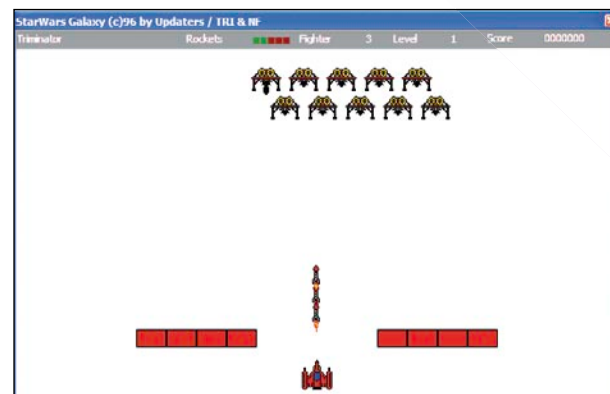 StarWars Galaxy (c)96 by Updaters / TRI & NF
Triminator Rockets Fighter 3 Level 1 Score 0000000